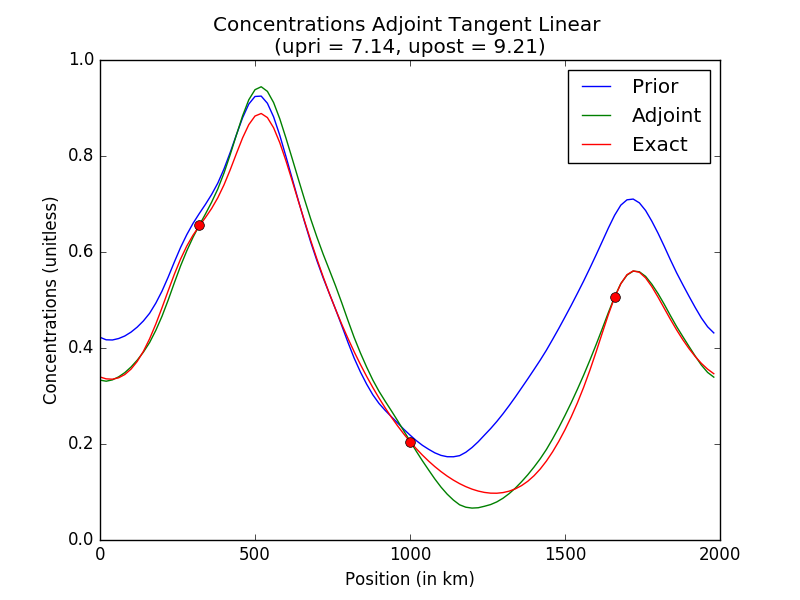 Concentrations Adjoint Tangent Linear
(upri = 7.14, upost = 9.21)
Prior
Adjoint
Exact
Concentrations (unitless)
1.0
0.8
0.6
0.4
0.2
0.0
0 500 1000 1500 2000
Position (in km)